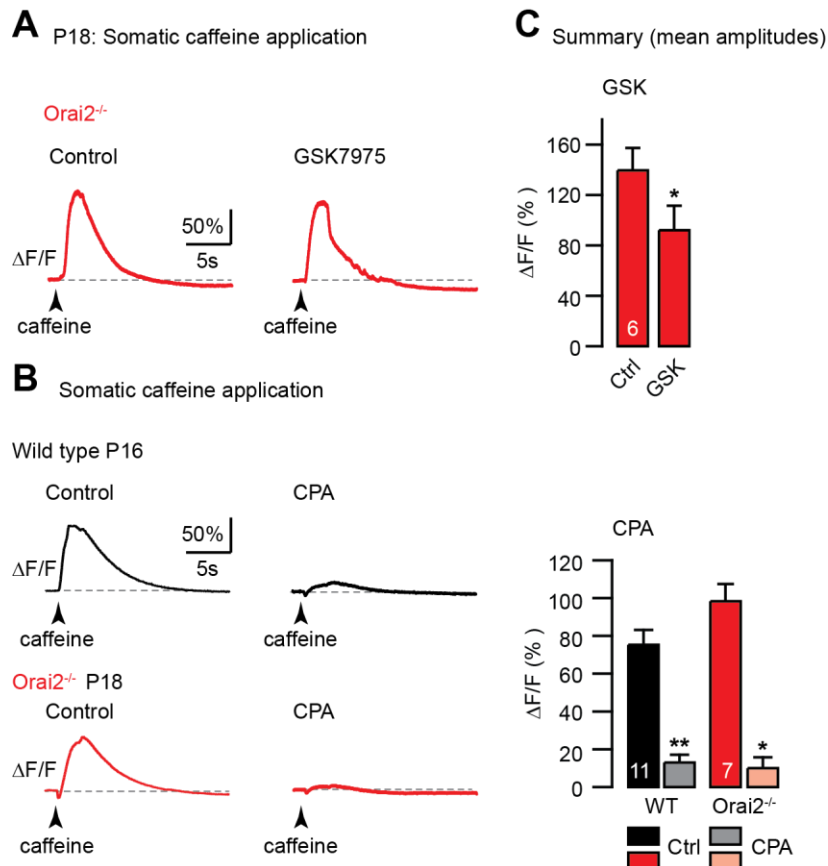 A P18: Somatic caffeine application
Orai2-/-
Control GSK7975
50%
5s
ΔF/F
caffeine caffeine
B Somatic caffeine application
Wild type P16
Control CPA
50%
5s
ΔF/F
caffeine caffeine
Orai2-/- P18
Control CPA
ΔF/F
caffeine caffeine
C Summary (mean amplitudes)
GSK
ΔF/F (%)
160
120
80
40
0
*
6
Ctrl GSK
CPA
ΔF/F (%)
120
100
80
60
40
20
0
** *
11 7
WT Orai2-/-
Ctrl CPA